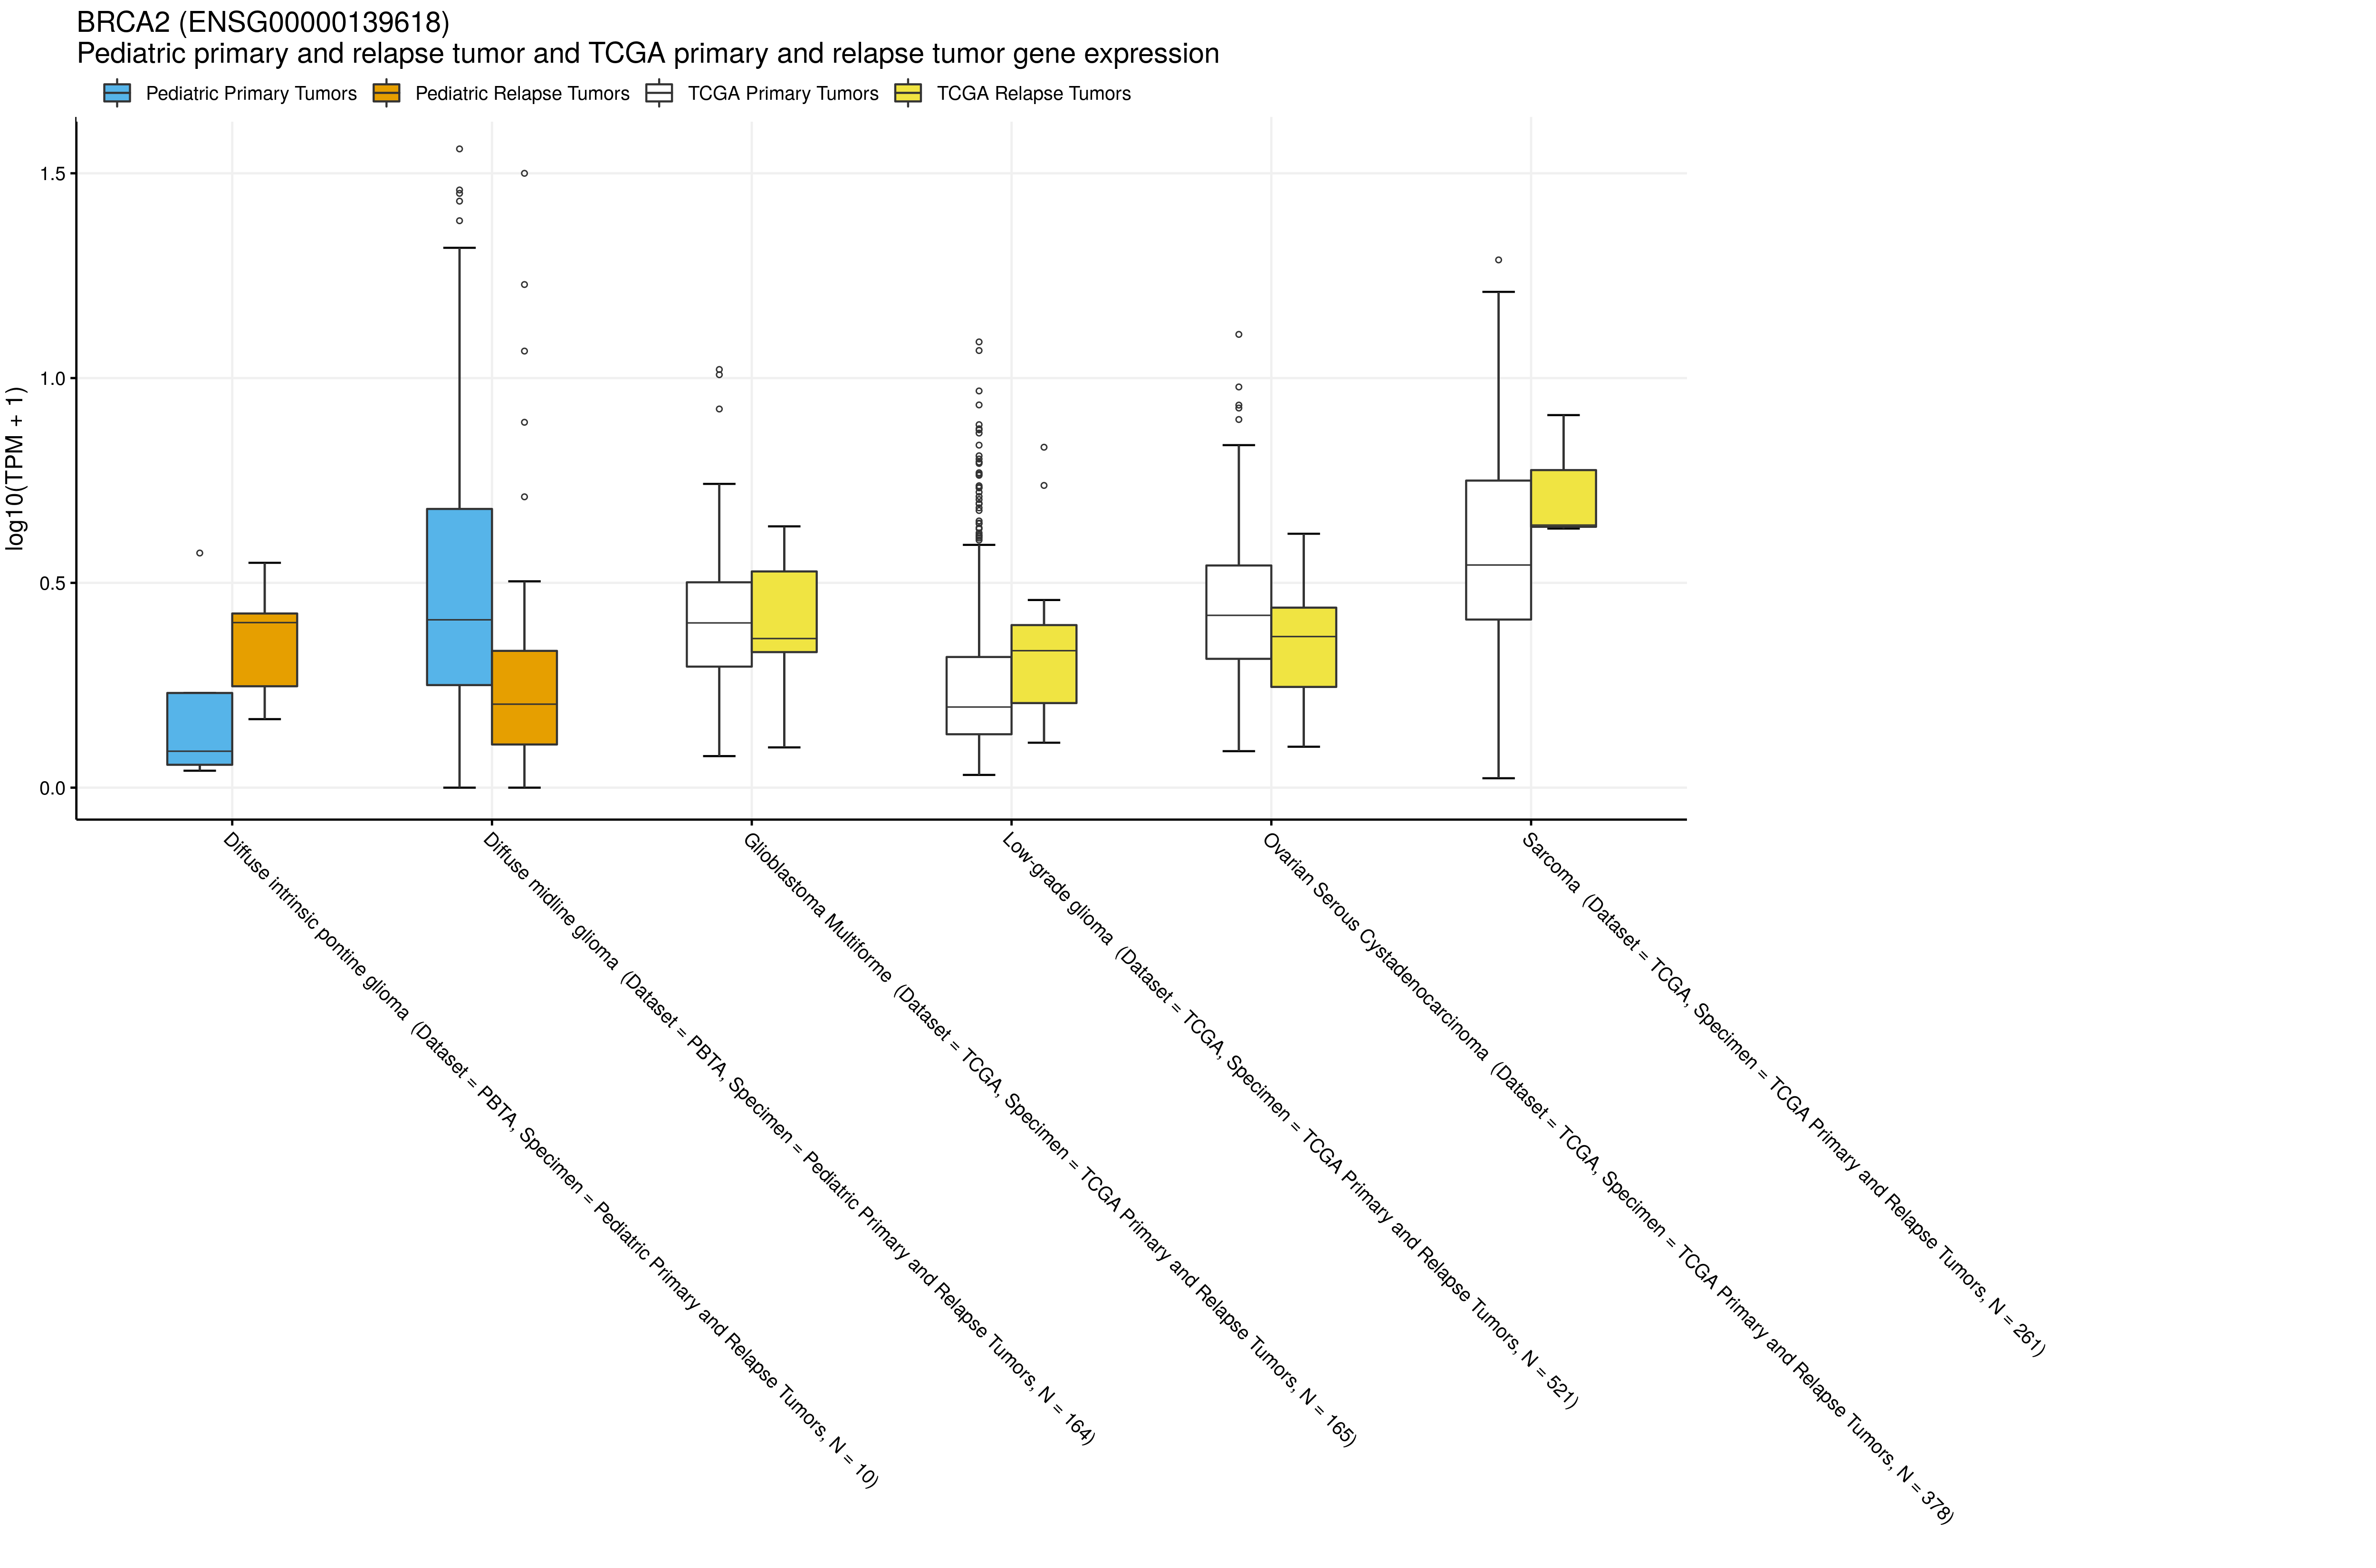 BRCA2 (ENSG00000139618)
Pediatric primary and relapse tumor and TCGA primary and relapse tumor gene expression
Pediatric Primary Tumors
Pediatric Relapse Tumors
TCGA Primary Tumors
TCGA Relapse Tumors
log10(TPM + 1)
1.5
1.0
0.5
0.0
Diffuse intrinsic pontine glioma (Dataset = PBTA, Specimen = Pediatric Primary and Relapse Tumors, N = 10)
Diffuse midline glioma (Dataset = PBTA, Specimen = Pediatric Primary and Relapse Tumors, N = 164)
Glioblastoma Multiforme (Dataset = TCGA, Specimen = TCGA Primary and Relapse Tumors, N = 165)
Low-grade glioma (Dataset = TCGA, Specimen = TCGA Primary and Relapse Tumors, N = 521)
Ovarian Serous Cystadenocarcinoma (Dataset = TCGA, Specimen = TCGA Primary and Relapse Tumors, N = 378)
Sarcoma (Dataset = TCGA, Specimen = TCGA Primary and Relapse Tumors, N = 261)